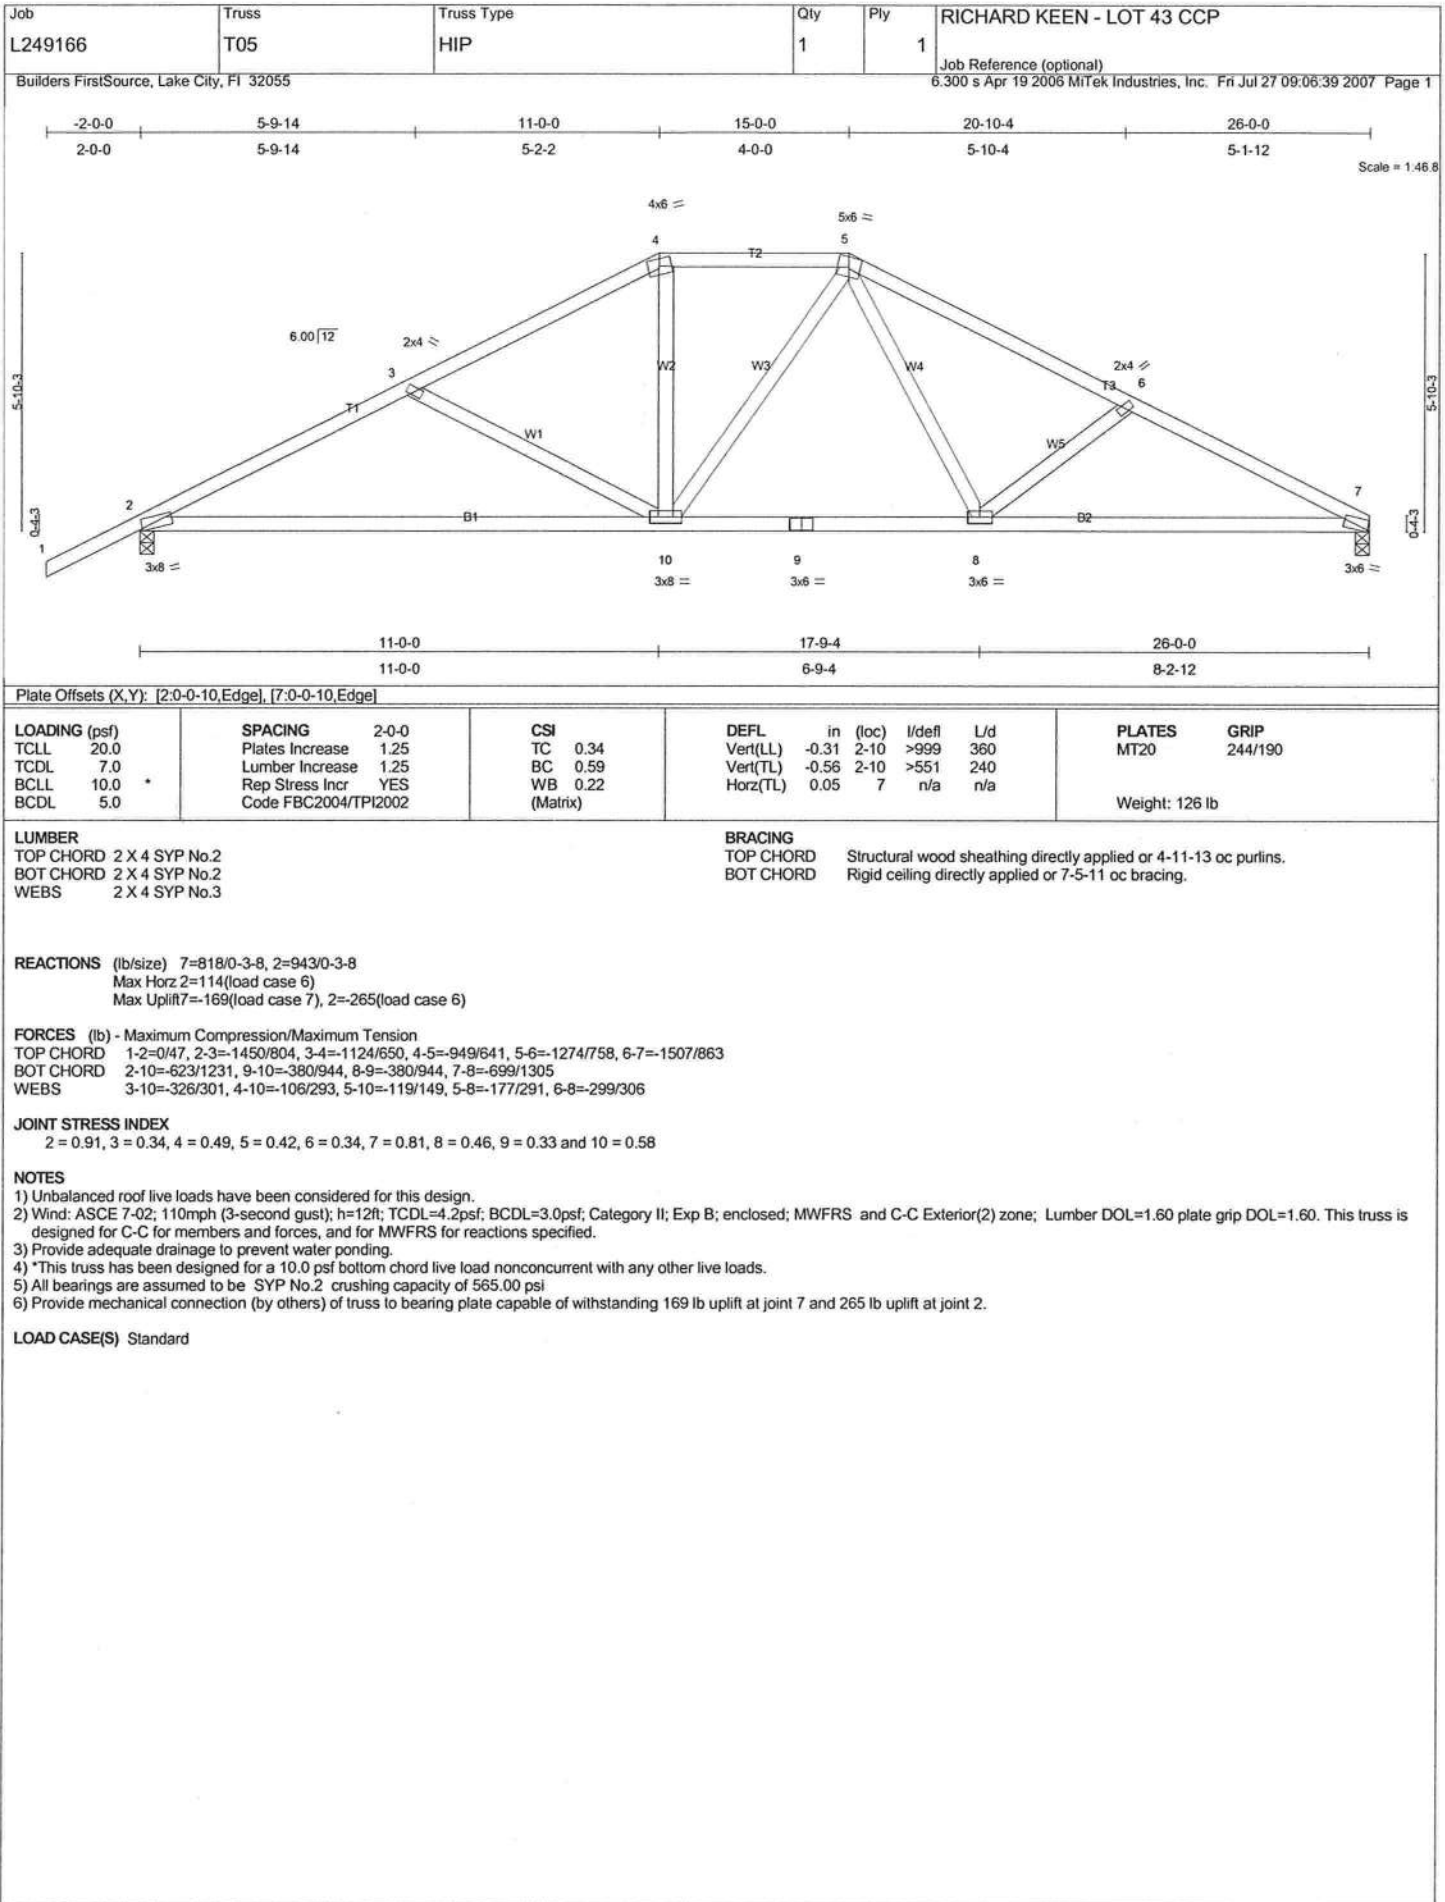 Job
Truss
Truss Type
Qty
Ply
RICHARD KEEN - LOT 43 CCP
L249166
T05
HIP
1
1
Job Reference (optional)
Builders FirstSource, Lake City, Fl 32055
6.300 s Apr 19 2006 MiTek Industries, Inc. Fri Jul 27 09:06:39 2007 Page 1
-2-0-0 5-9-14 11-0-0 15-0-0 20-10-4 26-0-0
2-0-0 5-9-14 5-2-2 4-0-0 5-10-4 5-1-12
Scale = 1:46.8
4x6 =
5x6 =
4
5
T2
6.00 12
2x4
3
W2
W3
W4
2x4
T3
6
5-10-3
5-10-3
T1
W1
W5
2
7
0-4-3
0-4-3
1
B1
B2
3x8 =
10
9
8
3x6 =
3x8 =
3x6 =
3x6 =
11-0-0 17-9-4 26-0-0
11-0-0 6-9-4 8-2-12
Plate Offsets (X,Y): [2:0-0-10,Edge], [7:0-0-10,Edge]
LOADING (psf)
TCLL 20.0
TCDL 7.0
BCLL 10.0 *
BCDL 5.0
SPACING 2-0-0
Plates Increase 1.25
Lumber Increase 1.25
Rep Stress Incr YES
Code FBC2004/TPI2002
CSI
TC 0.34
BC 0.59
WB 0.22
(Matrix)
DEFL in (loc) l/defl L/d
Vert(LL) -0.31 2-10 >999 360
Vert(TL) -0.56 2-10 >551 240
Horz(TL) 0.05 7 n/a n/a
PLATES GRIP
MT20 244/190
Weight: 126 lb
LUMBER
TOP CHORD 2 X 4 SYP No.2
BOT CHORD 2 X 4 SYP No.2
WEBS 2 X 4 SYP No.3
BRACING
TOP CHORD Structural wood sheathing directly applied or 4-11-13 oc purlins.
BOT CHORD Rigid ceiling directly applied or 7-5-11 oc bracing.
REACTIONS (lb/size) 7=818/0-3-8, 2=943/0-3-8
Max Horz 2=114(load case 6)
Max Uplift7=-169(load case 7), 2=-265(load case 6)
FORCES (lb) - Maximum Compression/Maximum Tension
TOP CHORD 1-2=0/47, 2-3=-1450/804, 3-4=-1124/650, 4-5=-949/641, 5-6=-1274/758, 6-7=-1507/863
BOT CHORD 2-10=-623/1231, 9-10=-380/944, 8-9=-380/944, 7-8=-699/1305
WEBS 3-10=-326/301, 4-10=-106/293, 5-10=-119/149, 5-8=-177/291, 6-8=-299/306
JOINT STRESS INDEX
2 = 0.91, 3 = 0.34, 4 = 0.49, 5 = 0.42, 6 = 0.34, 7 = 0.81, 8 = 0.46, 9 = 0.33 and 10 = 0.58
NOTES
1) Unbalanced roof live loads have been considered for this design.
2) Wind: ASCE 7-02; 110mph (3-second gust); h=12ft; TCDL=4.2psf; BCDL=3.0psf; Category II; Exp B; enclosed; MWFRS and C-C Exterior(2) zone; Lumber DOL=1.60 plate grip DOL=1.60. This truss is
designed for C-C for members and forces, and for MWFRS for reactions specified.
3) Provide adequate drainage to prevent water ponding.
4) *This truss has been designed for a 10.0 psf bottom chord live load nonconcurrent with any other live loads.
5) All bearings are assumed to be SYP No.2 crushing capacity of 565.00 psi
6) Provide mechanical connection (by others) of truss to bearing plate capable of withstanding 169 lb uplift at joint 7 and 265 lb uplift at joint 2.
LOAD CASE(S) Standard